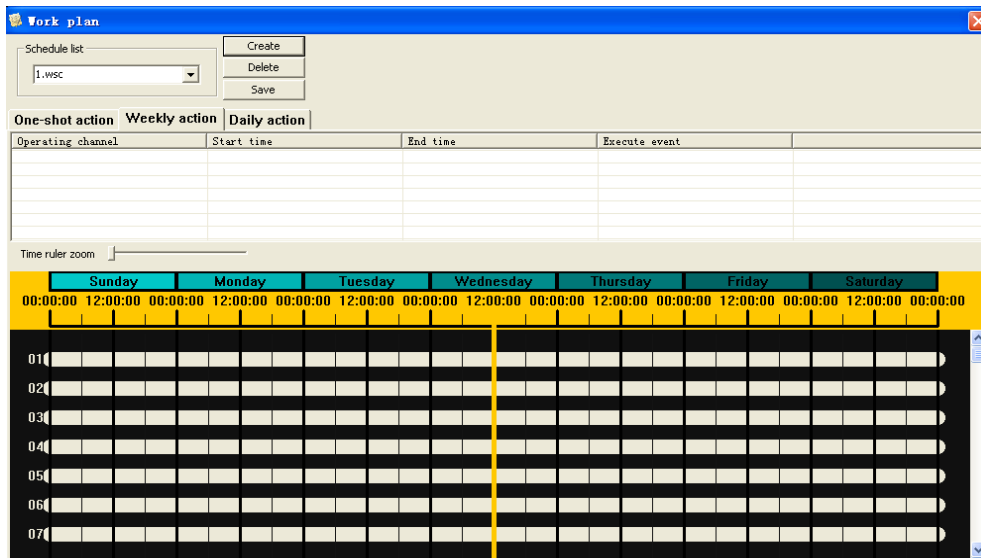 Work plan
Schedule list
1.wsc
Create
Delete
Save
One-shot action Weekly action Daily action
Operating channel Start time End time Execute event
Time ruler zoom
Sunday Monday Tuesday Wednesday Thursday Friday Saturday
00:00:00 12:00:00 00:00:00 12:00:00 00:00:00 12:00:00 00:00:00 12:00:00 00:00:00 12:00:00 00:00:00 12:00:00 00:00:00 12:00:00 00:00:00
01
02
03
04
05
06
07